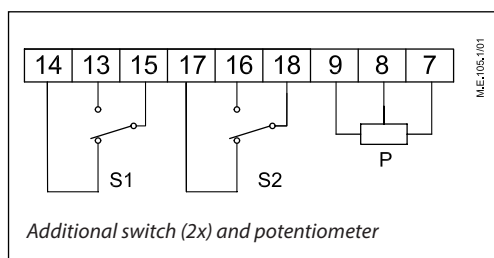 14 13 15 17 16 18 9 8 7
S1 S2 P
Additional switch (2x) and potentiometer
M.E.105.1/01